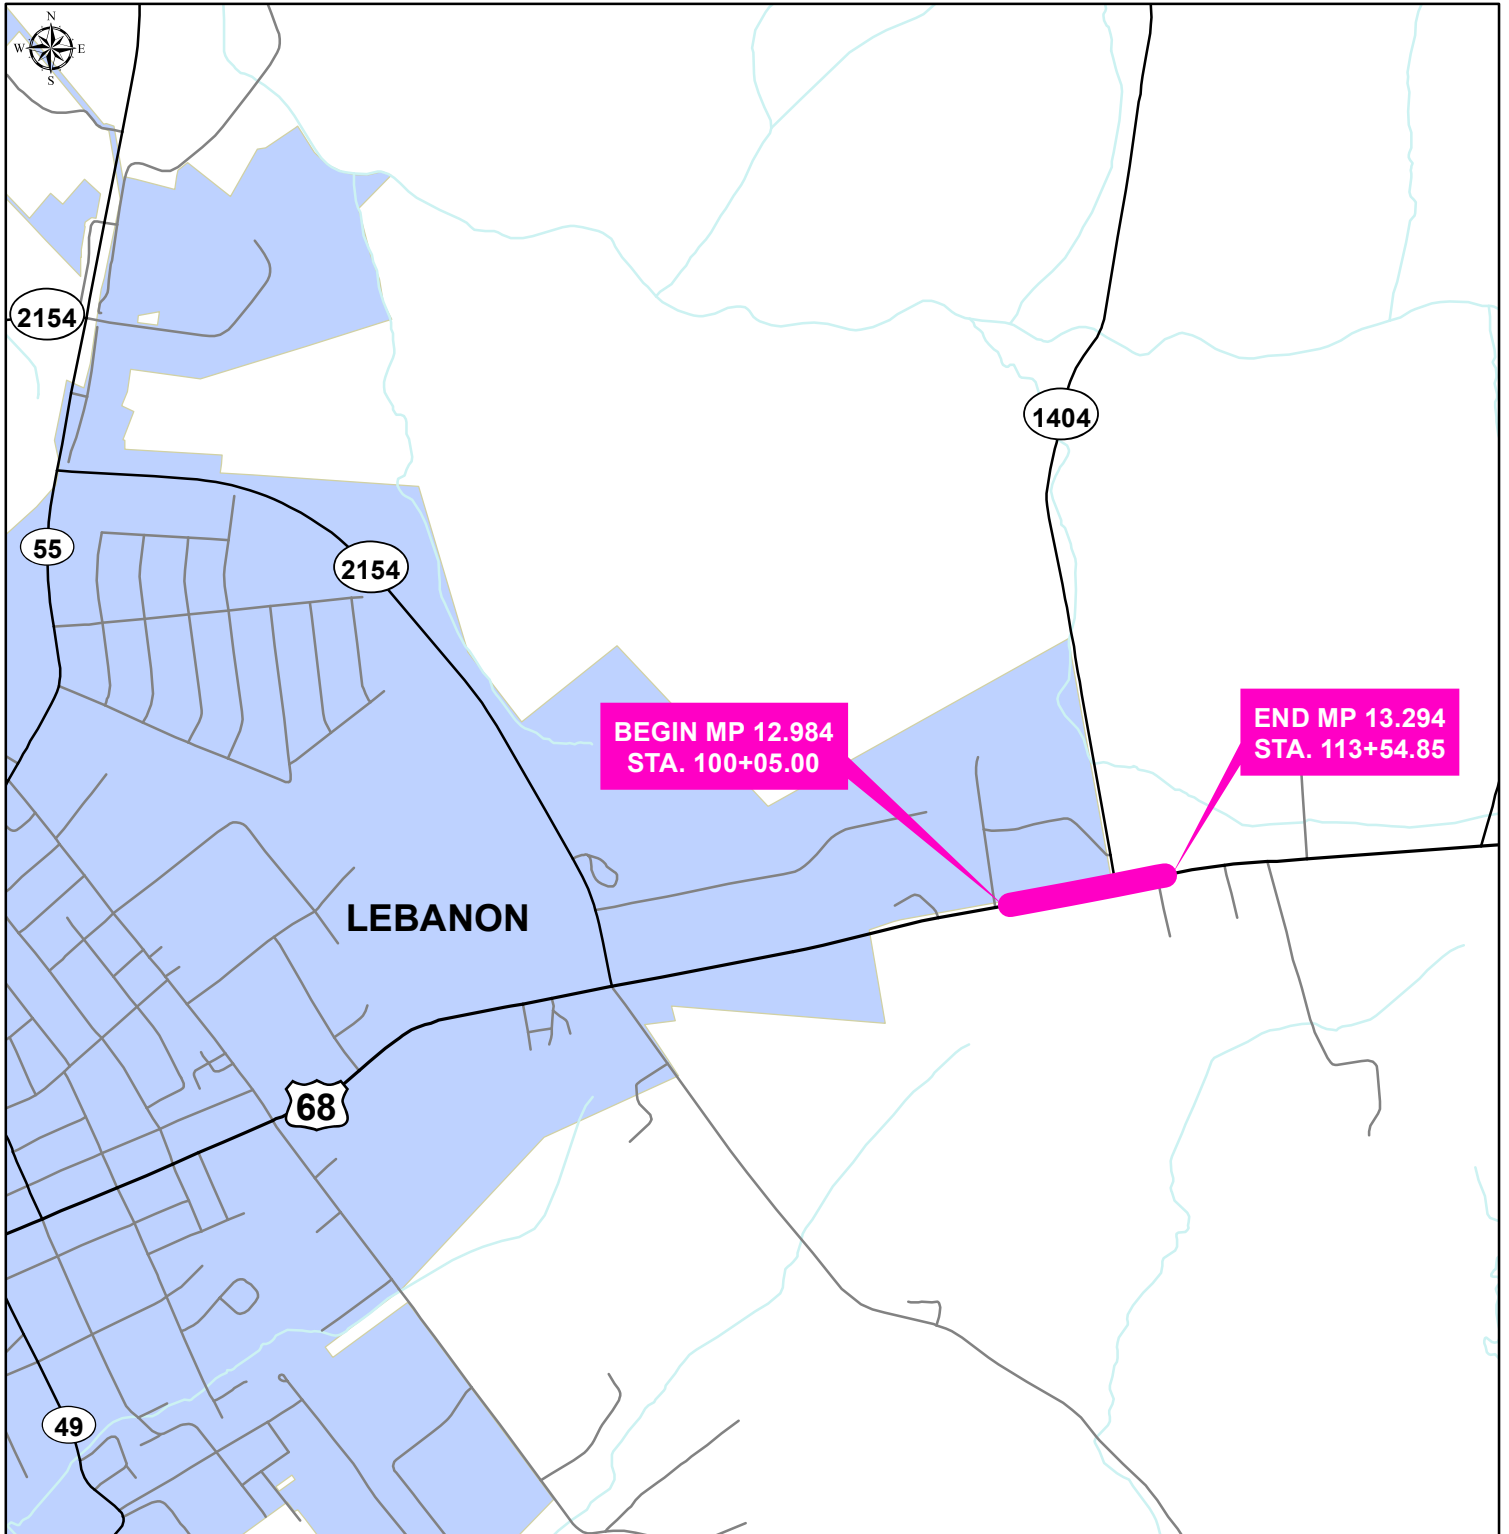 N
W E
S
2154
1404
55
2154
BEGIN MP 12.984
STA. 100+05.00
END MP 13.294
STA. 113+54.85
LEBANON
68
49